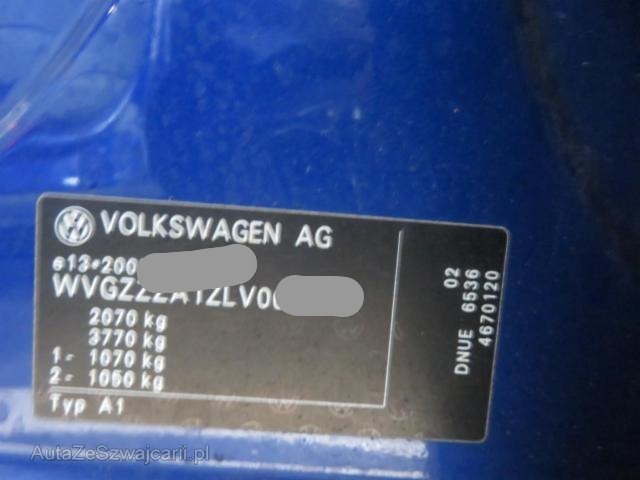 VOLKSWAGEN AG
e13*200
WVGZZZA1ZLV0
2070 kg
3770 kg
1- 1070 kg
2- 1050 kg
Typ A1
02
DNUE 6536
4670120
AutaZeSzwajcarii.pl